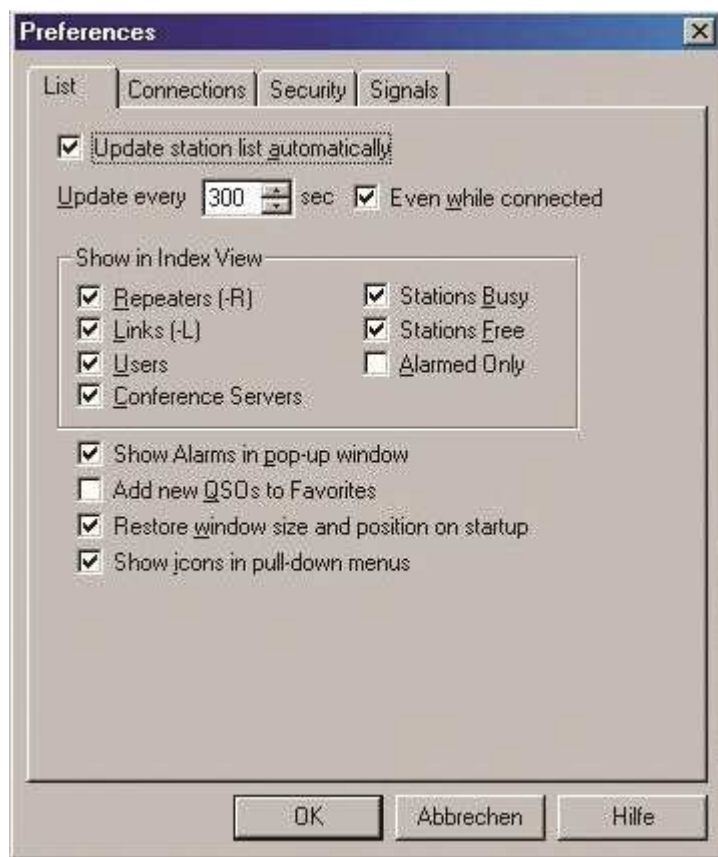 Preferences
List Connections Security Signals
Update station list automatically
Update every 300 sec Even while connected
Show in Index View
Repeaters (-R) Stations Busy
Links (-L) Stations Free
Users Alarmed Only
Conference Servers
Show Alarms in pop-up window
Add new QSOs to Favorites
Restore window size and position on startup
Show icons in pull-down menus
OK Abbrechen Hilfe